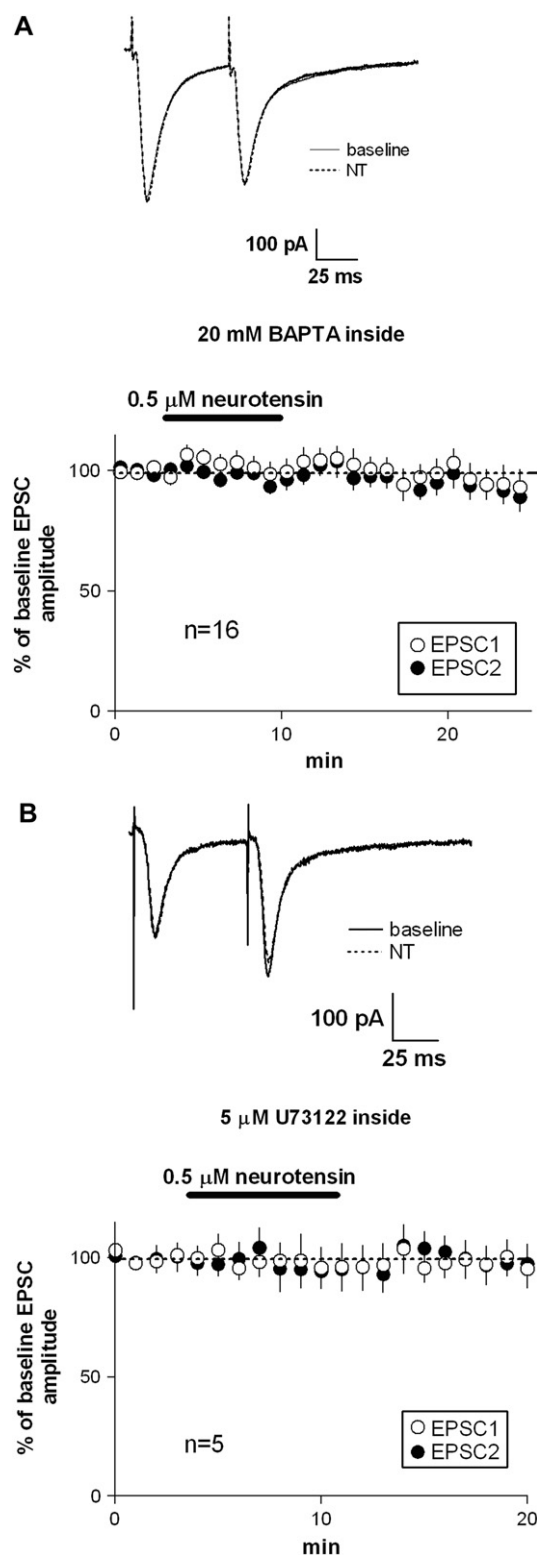 A
baseline
NT
100 pA
25 ms
20 mM BAPTA inside
0.5 μM neurotensin
% of baseline EPSC
amplitude
100
50
0
n=16
EPSC1
EPSC2
0
10
20
min
B
baseline
NT
100 pA
25 ms
5 μM U73122 inside
0.5 μM neurotensin
% of baseline EPSC
amplitude
100
50
0
n=5
EPSC1
EPSC2
0
10
20
min